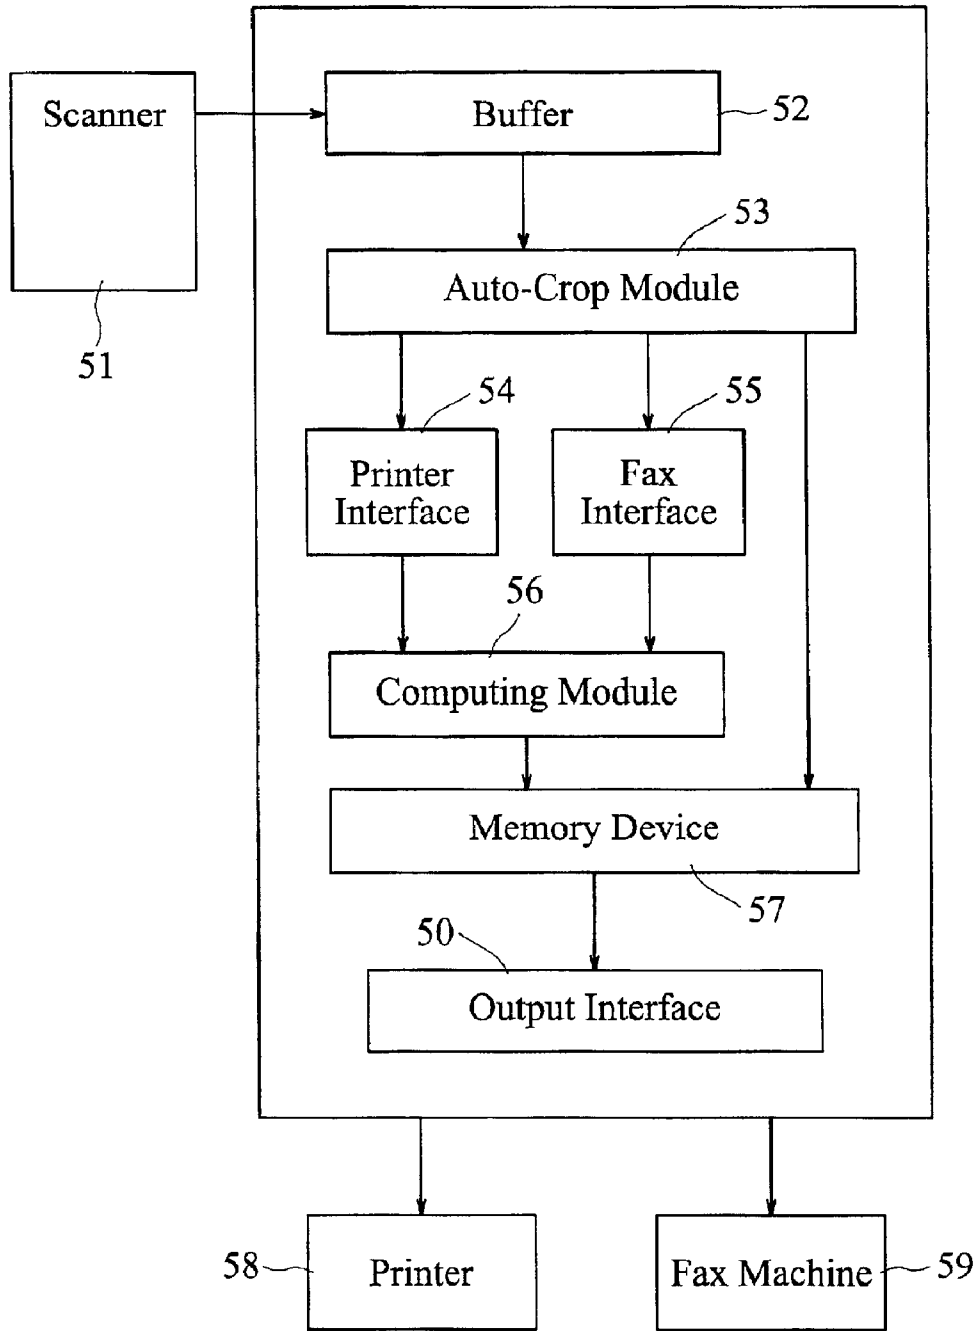 Scanner
Buffer
52
53
Auto-Crop Module
51
54
55
Printer
Interface
Fax
Interface
56
Computing Module
Memory Device
57
50
Output Interface
58
Printer
Fax Machine
59